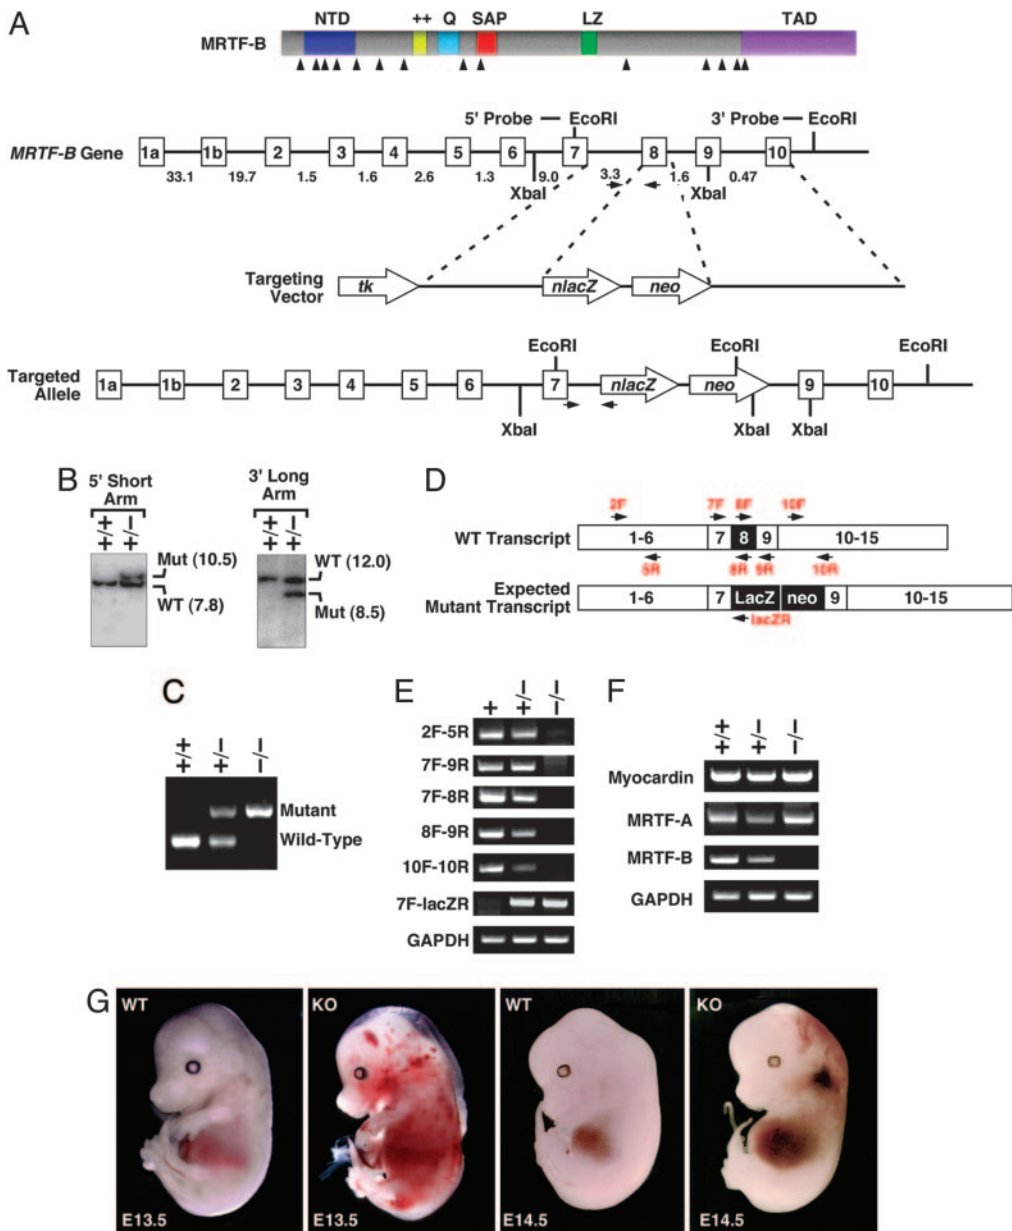 A
NTD ++ Q SAP LZ TAD
MRTF-B
5' Probe EcoRI 3' Probe EcoRI
MRTF-B Gene
1a 1b 2 3 4 5 6 7 8 9 10
33.1 19.7 1.5 1.6 2.6 1.3 9.0 3.3 1.6 0.47
XbaI XbaI
Targeting Vector
tk nlacZ neo
EcoRI EcoRI EcoRI
Targeted Allele
1a 1b 2 3 4 5 6 7 nlacZ neo 9 10
XbaI XbaI XbaI
B
5' Short Arm
+/+ +/−
Mut (10.5)
WT (7.8)
3' Long Arm
+/+ +/−
WT (12.0)
Mut (8.5)
D
2F 7F 8F 10F
WT Transcript
1-6 7 8 9 10-15
5R 8R 9R 10R
Expected Mutant Transcript
1-6 7 LacZ neo 9 10-15
lacZR
C
+/+ +/− −/−
Mutant
Wild-Type
E
+ +/− −/−
2F-5R
7F-9R
7F-8R
8F-9R
10F-10R
7F-lacZR
GAPDH
F
+/+ +/− −/−
Myocardin
MRTF-A
MRTF-B
GAPDH
G
WT KO WT KO
E13.5 E13.5 E14.5 E14.5